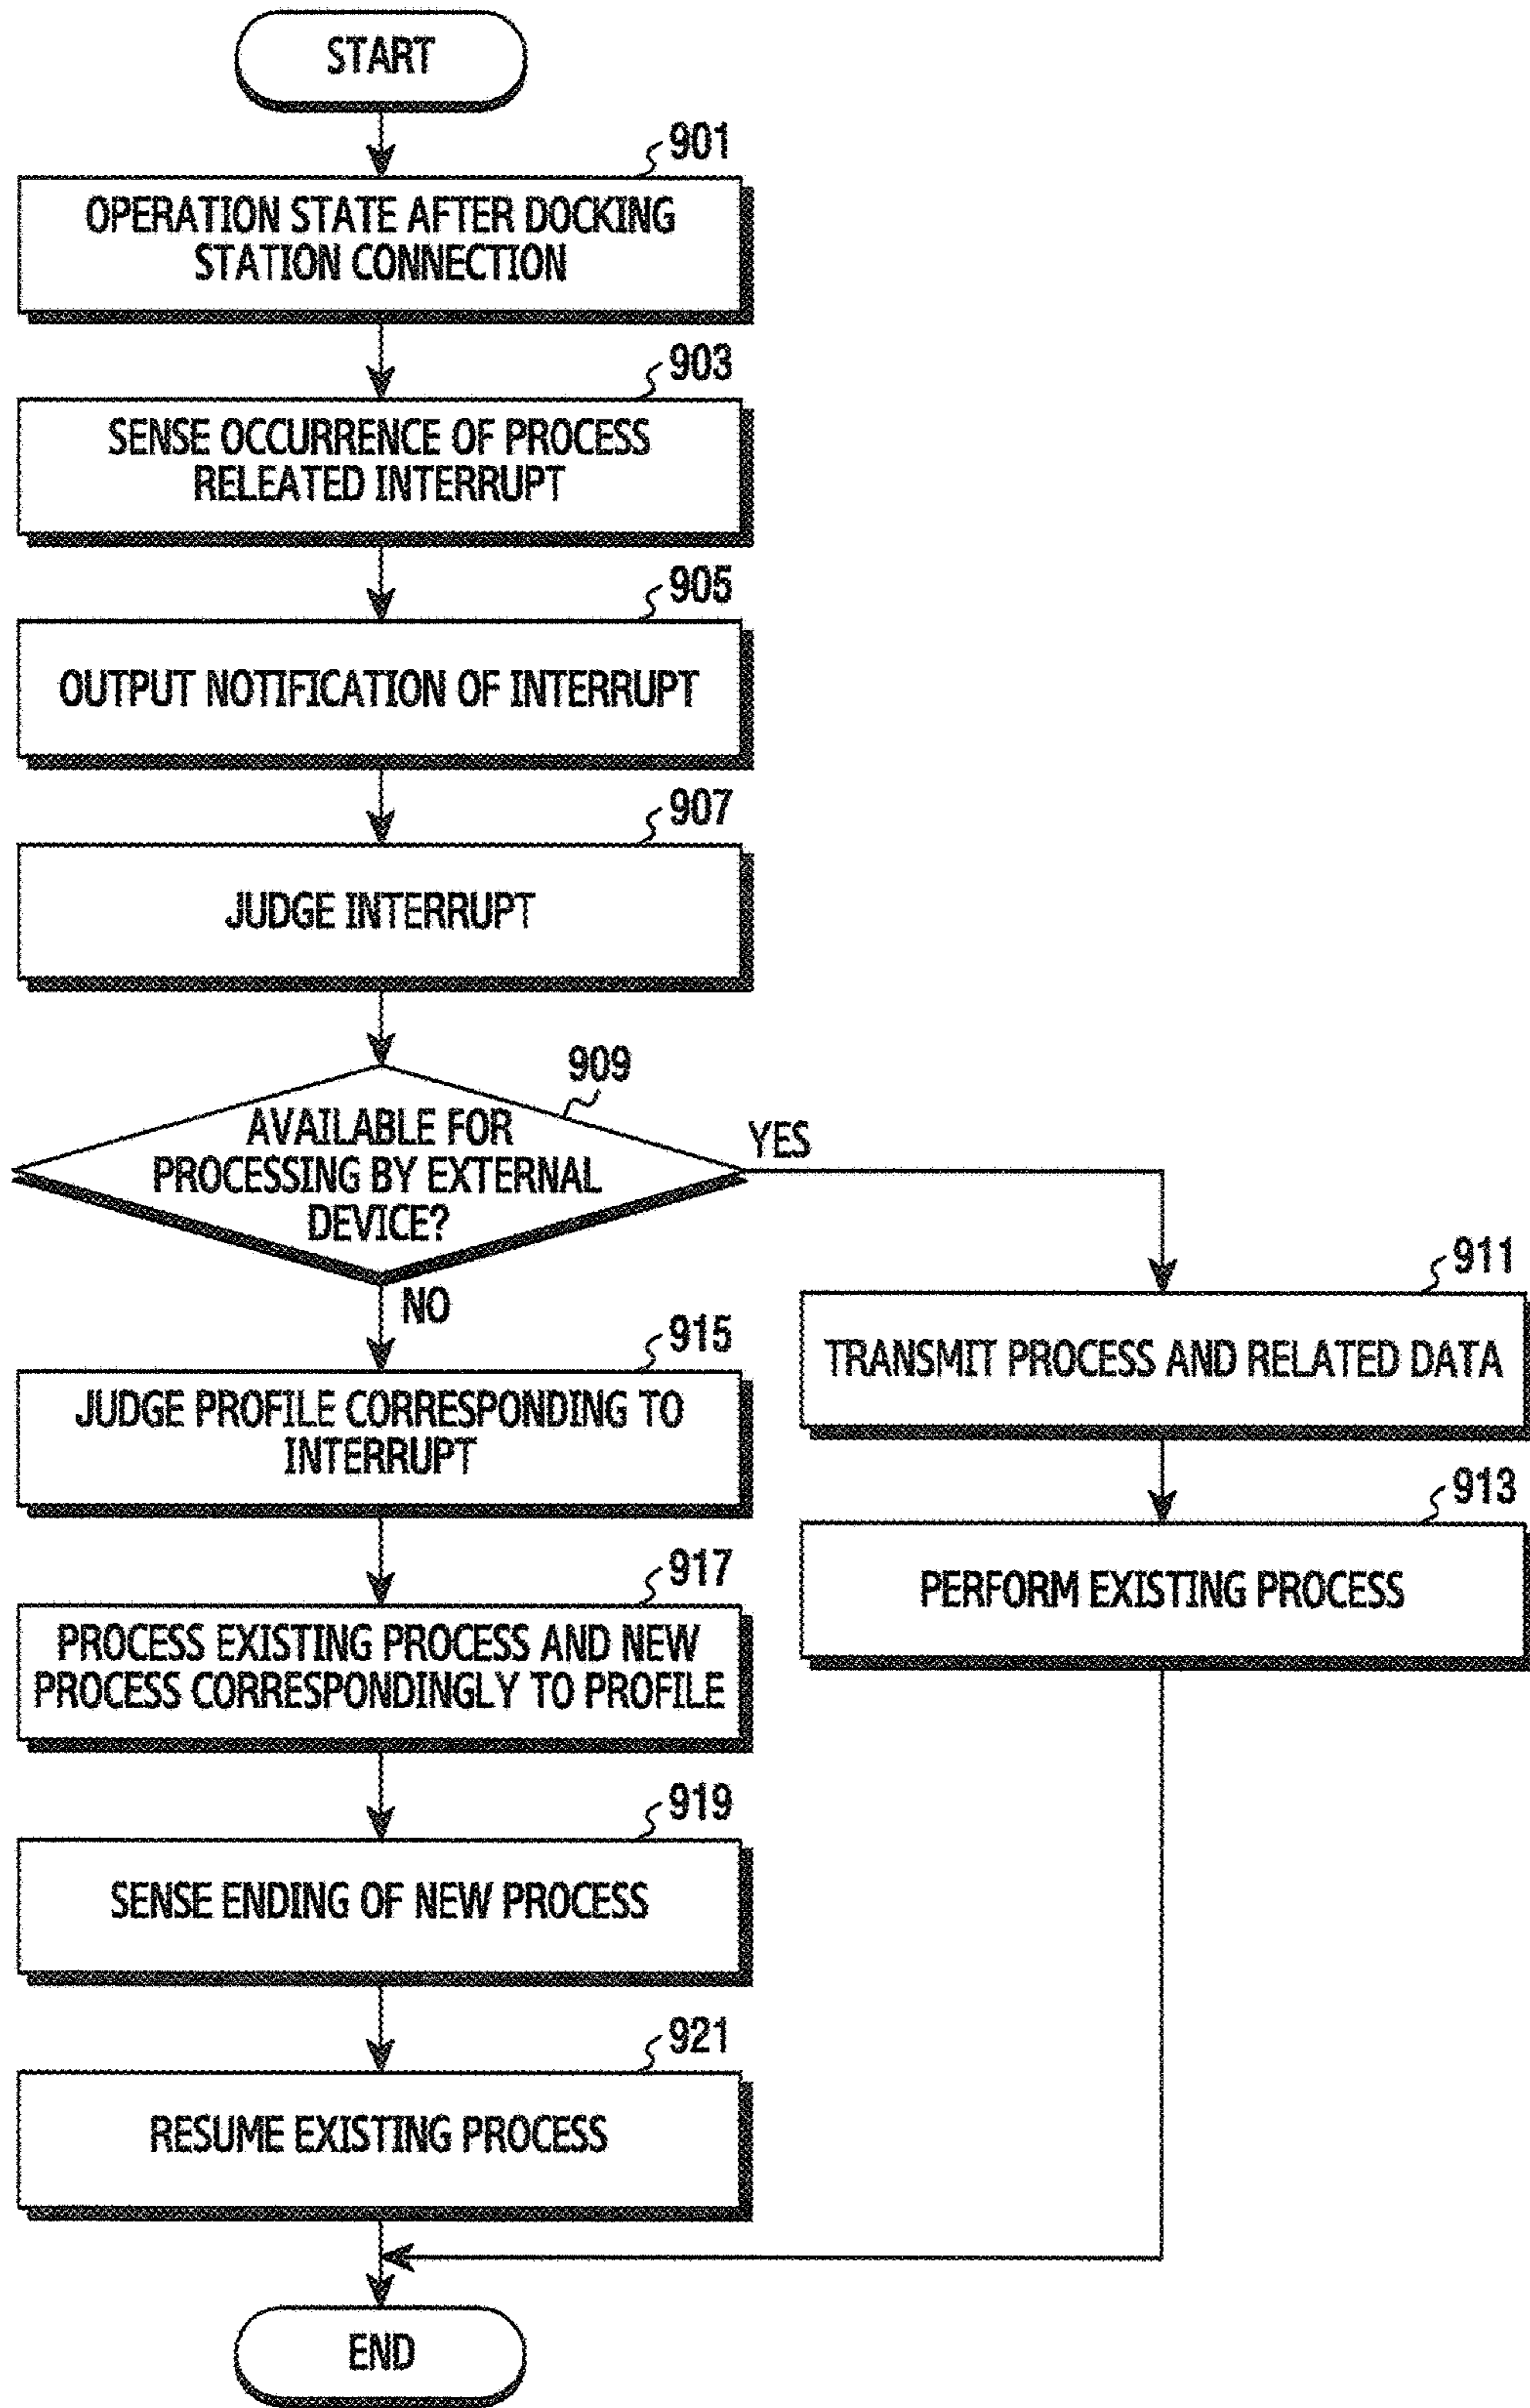 START
901
OPERATION STATE AFTER DOCKING
STATION CONNECTION
903
SENSE OCCURRENCE OF PROCESS
RELEATED INTERRUPT
905
OUTPUT NOTIFICATION OF INTERRUPT
907
JUDGE INTERRUPT
909
AVAILABLE FOR
PROCESSING BY EXTERNAL
DEVICE?
YES
NO
911
TRANSMIT PROCESS AND RELATED DATA
913
PERFORM EXISTING PROCESS
915
JUDGE PROFILE CORRESPONDING TO
INTERRUPT
917
PROCESS EXISTING PROCESS AND NEW
PROCESS CORRESPONDINGLY TO PROFILE
919
SENSE ENDING OF NEW PROCESS
921
RESUME EXISTING PROCESS
END